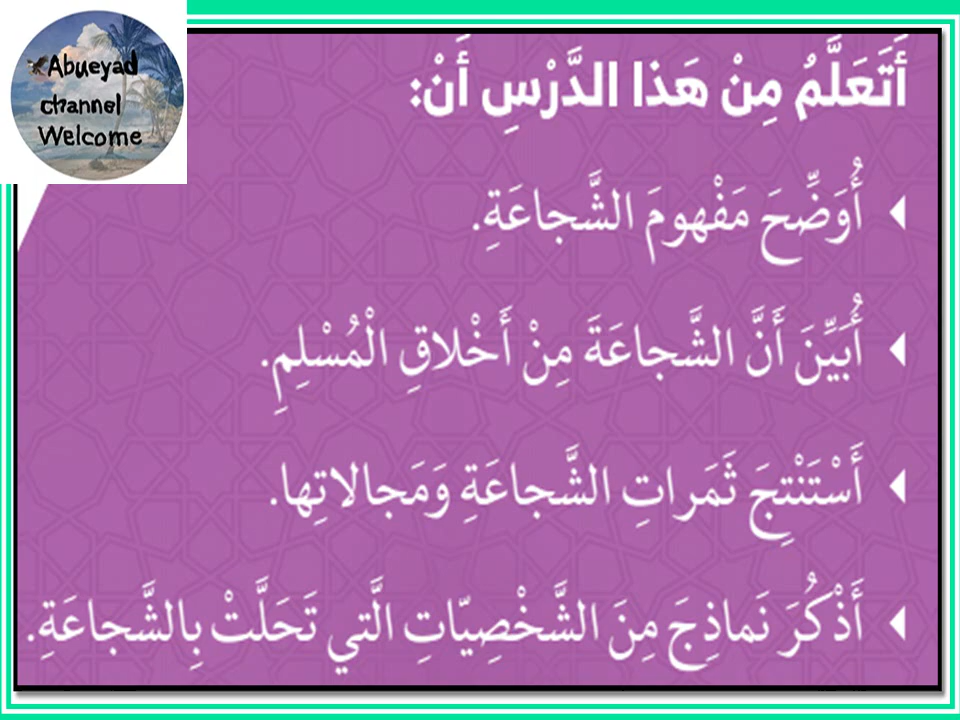 Abueyad
channel
Welcome
أَتَعَلَّمُ مِنْ هَذا الدَّرْسِ أَنْ:
أُوَضِّحَ مَفْهومَ الشَّجاعَةِ.
أُبَيِّنَ أَنَّ الشَّجاعَةَ مِنْ أَخْلاقِ الْمُسْلِمِ.
أَسْتَنْتِجَ ثَمَراتِ الشَّجاعَةِ وَمَجالاتِها.
أَذْكُرَ نَماذِجَ مِنَ الشَّخْصِيّاتِ الَّتي تَحَلَّتْ بِالشَّجاعَةِ.